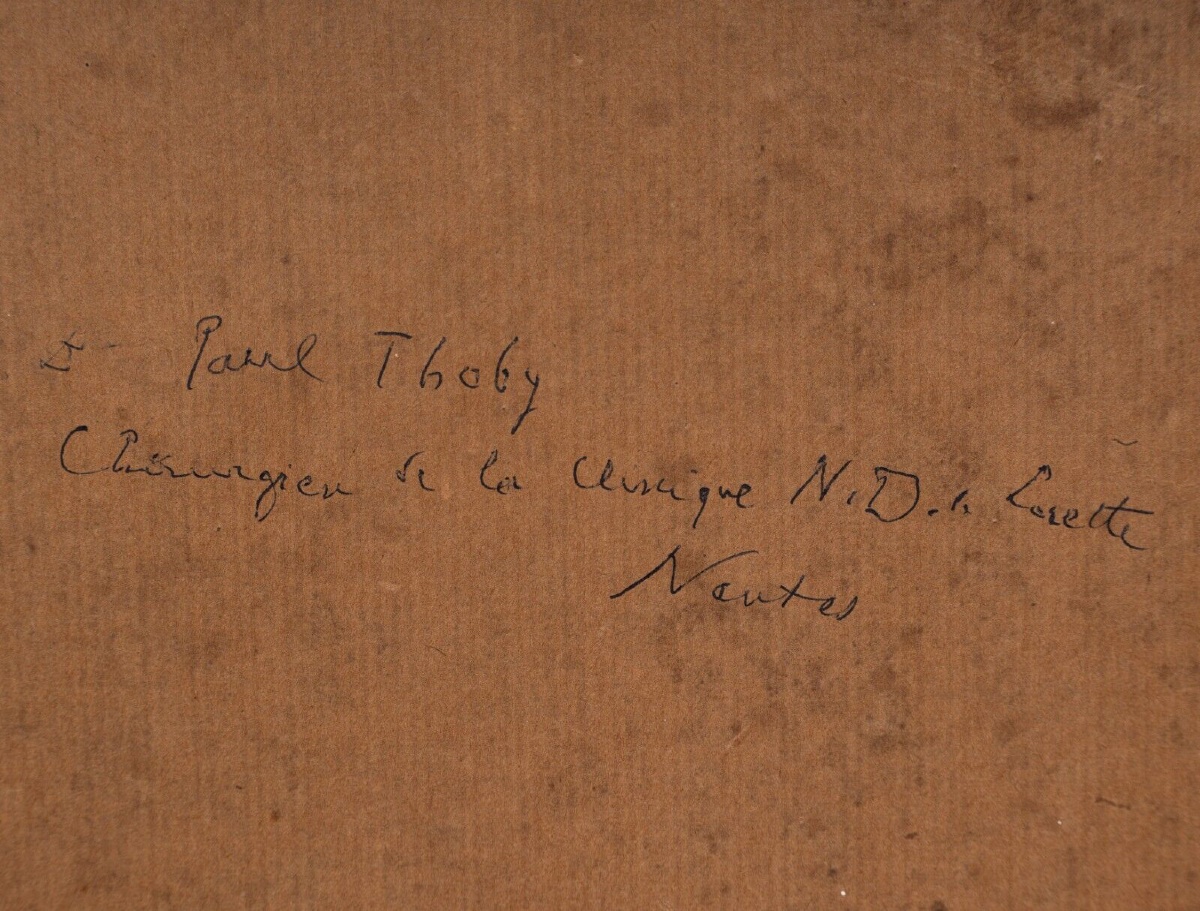 Dr Paul Thoby
Chirurgien de la Clinique N.D. de Lorette
Nantes